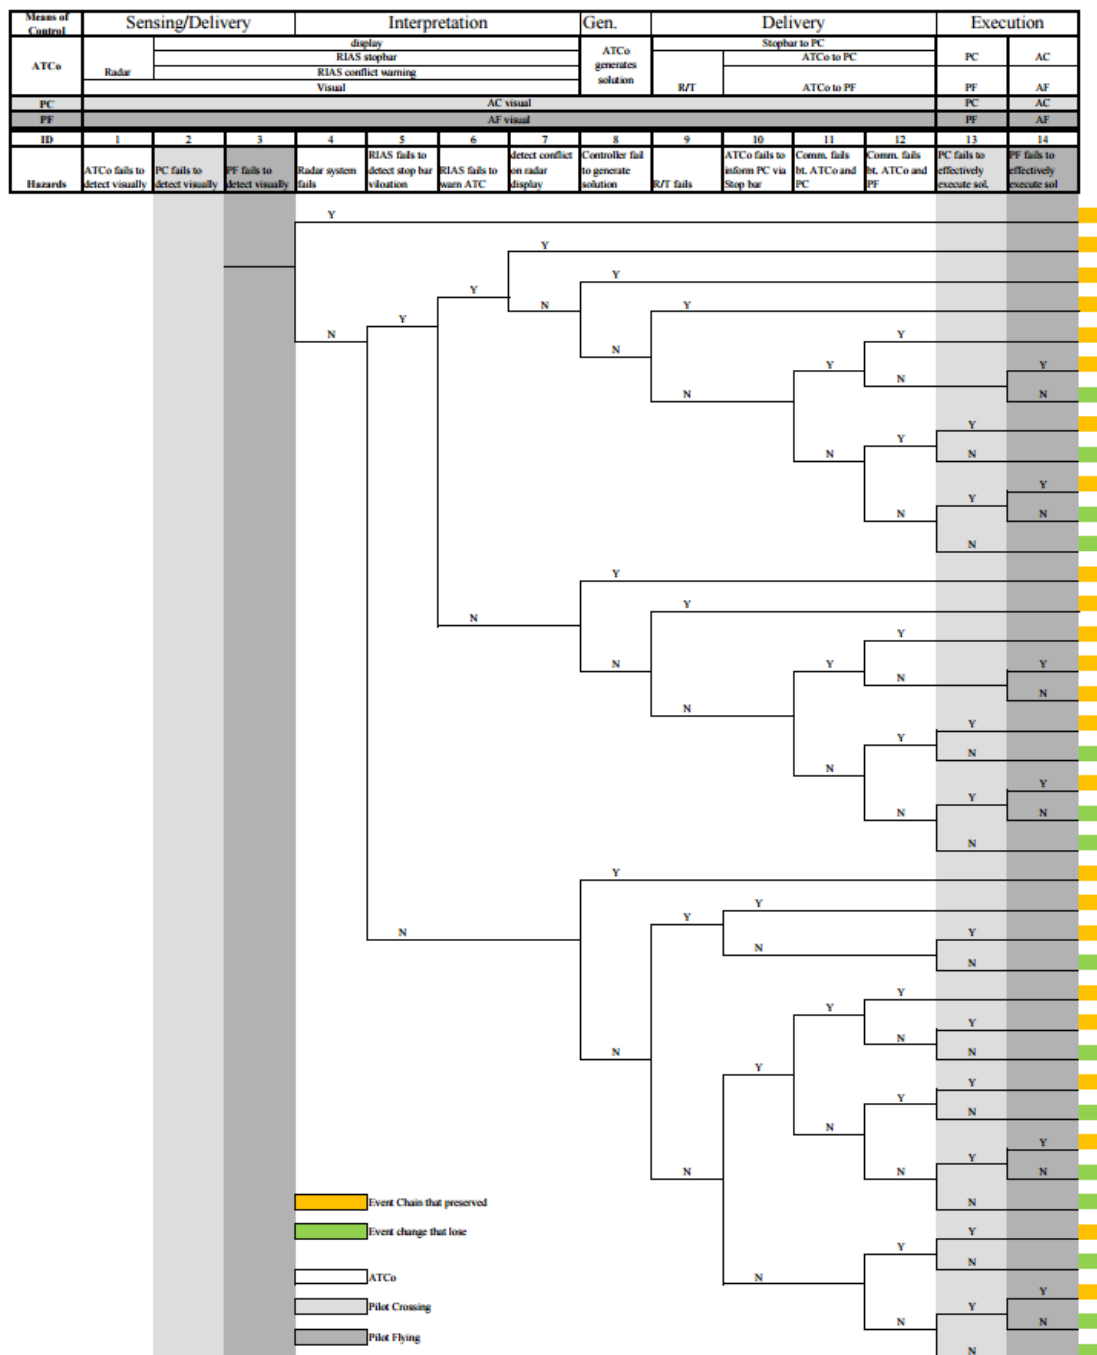 Means of Control Sensing/Delivery Interpretation Gen. Delivery Execution
ATCo
Radar
display
RIAS stopbar
RIAS conflict warning
Visual
ATCo
generates
solution
Stopbar to PC
R/T
ATCo to PC
ATCo to PF
PC
PF
AC
AF
PC AC visual PC AC
PF AF visual PF AF
ID 1 2 3 4 5 6 7 8 9 10 11 12 13 14
Hazards
ATCo fails to
detect visually
PC fails to
detect visually
PF fails to
detect visually
Radar system
fails
RIAS fails to
detect stop bar
viloation
RIAS fails to
warn ATC
detect conflict
on radar
display
Controller fail
to generate
solution
R/T fails
ATCo fails to
inform PC via
Stop bar
Comm. fails
bt. ATCo and
PC
Comm. fails
bt. ATCo and
PF
PC fails to
effectively
execute sol.
PF fails to
effectively
execute sol
Y
Y
Y
Y
N
Y
Y
N
Y
N
Y
Y
N
Y
N
N
Y
Y
N
N
Y
Y
N
N
N
Y
Y
N
Y
N
Y
Y
N
N
N
Y
Y
N
N
Y
Y
N
N
N
Y
N
Y
Y
N
Y
N
Y
Y
Y
N
N
Y
N
Y
Y
Y
N
N
Y
N
Y
Y
N
N
N
Event Chain that preserved
N
Y
Event change that lose
Y
N
ATCo
N
Y
Pilot Crossing
Y
N
N
Pilot Flying
N